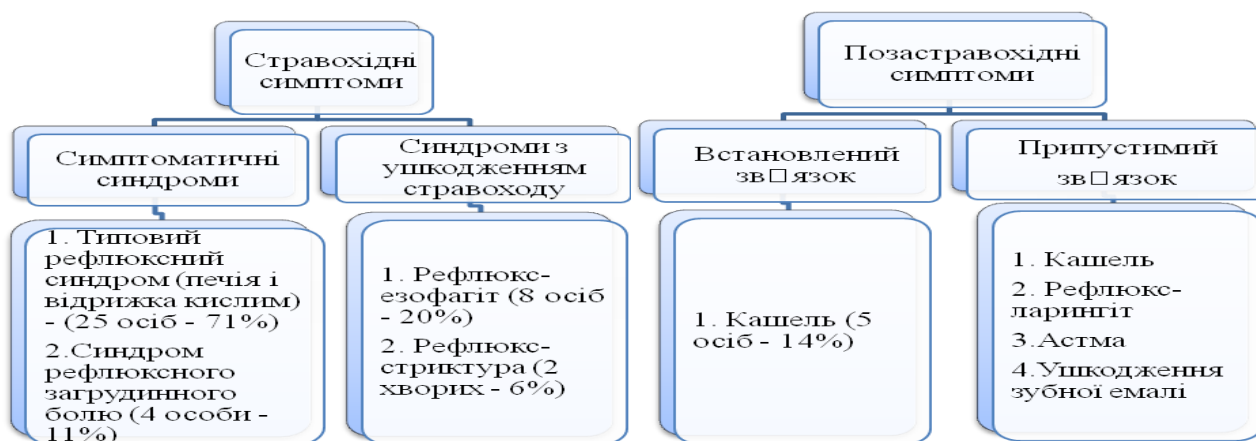 Стравохідні
симптоми
Симптоматичні
синдроми
1. Типовий
рефлюксний
синдром (печія і
відрижка кислим)
- (25 осіб - 71%)
2.Синдром
рефлюксного
загрудинного
болю (4 особи -
11%)
Синдроми з
ушкодженням
стравоходу
1. Рефлюкс-
езофагіт (8 осіб
- 20%)
2. Рефлюкс-
стриктура (2
хворих - 6%)
Позастравохідні
симптоми
Встановлений
зв□язок
1. Кашель (5
осіб - 14%)
Припустимий
зв□язок
1. Кашель
2. Рефлюкс-
ларингіт
3.Астма
4.Ушкодження
зубної емалі